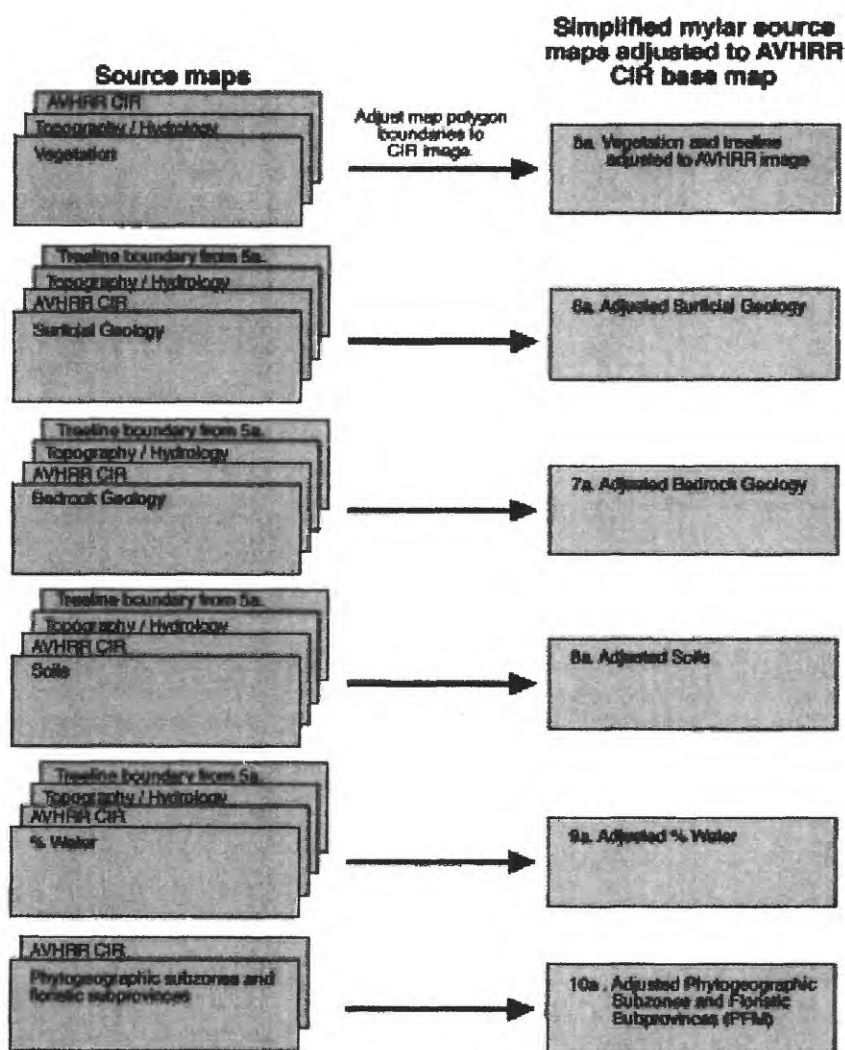 Source maps
Simplified mylar source
maps adjusted to AVHRR
CIR base map
AVHRR CIR
Topography / Hydrology
Vegetation
Adjust map polygon
boundaries to
CIR image.
5a. Vegetation and treeline
adjusted to AVHRR image
Treeline boundary from 5a.
Topography / Hydrology
AVHRR CIR
Surficial Geology
6a. Adjusted Surficial Geology
Treeline boundary from 5a.
Topography / Hydrology
AVHRR CIR
Bedrock Geology
7a. Adjusted Bedrock Geology
Treeline boundary from 5a.
Topography / Hydrology
AVHRR CIR
Soils
8a. Adjusted Soils
Treeline boundary from 5a.
Topography / Hydrology
AVHRR CIR
% Water
9a. Adjusted % Water
AVHRR CIR
Phytogeographic subzones and
floristic subprovinces
10a. Adjusted Phytogeographic
Subzones and Floristic
Subprovinces (PFM)